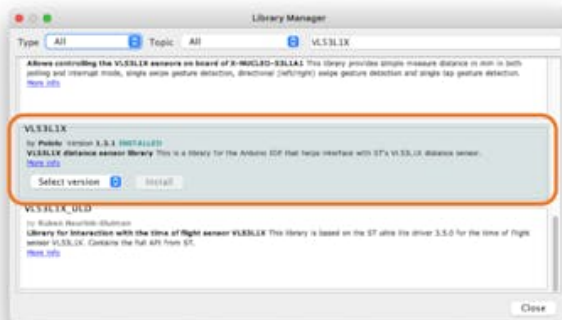 Library Manager
Type All Topic All VL53L1X
Allows controlling the VL53L1X sensors on board of X-NUCLEO-53L1A1 This library provides simple measure distance in mm in both
polling and interrupt mode, single swipe gesture detection, directional (left/right) swipe gesture detection and single tap gesture detection.
More info
VL53L1X
by Pololu Version 1.3.1 INSTALLED
VL53L1X distance sensor library This is a library for the Arduino IDE that helps interface with ST's VL53L1X distance sensor.
More info
Select version Install
VL53L1X_ULD
by
Library for interaction with the time of flight sensor VL53L1X This library is based on the ST ultra lite driver 3.5.0 for the time of flight
sensor VL53L1X. Contains the full API from ST.
More info
Close